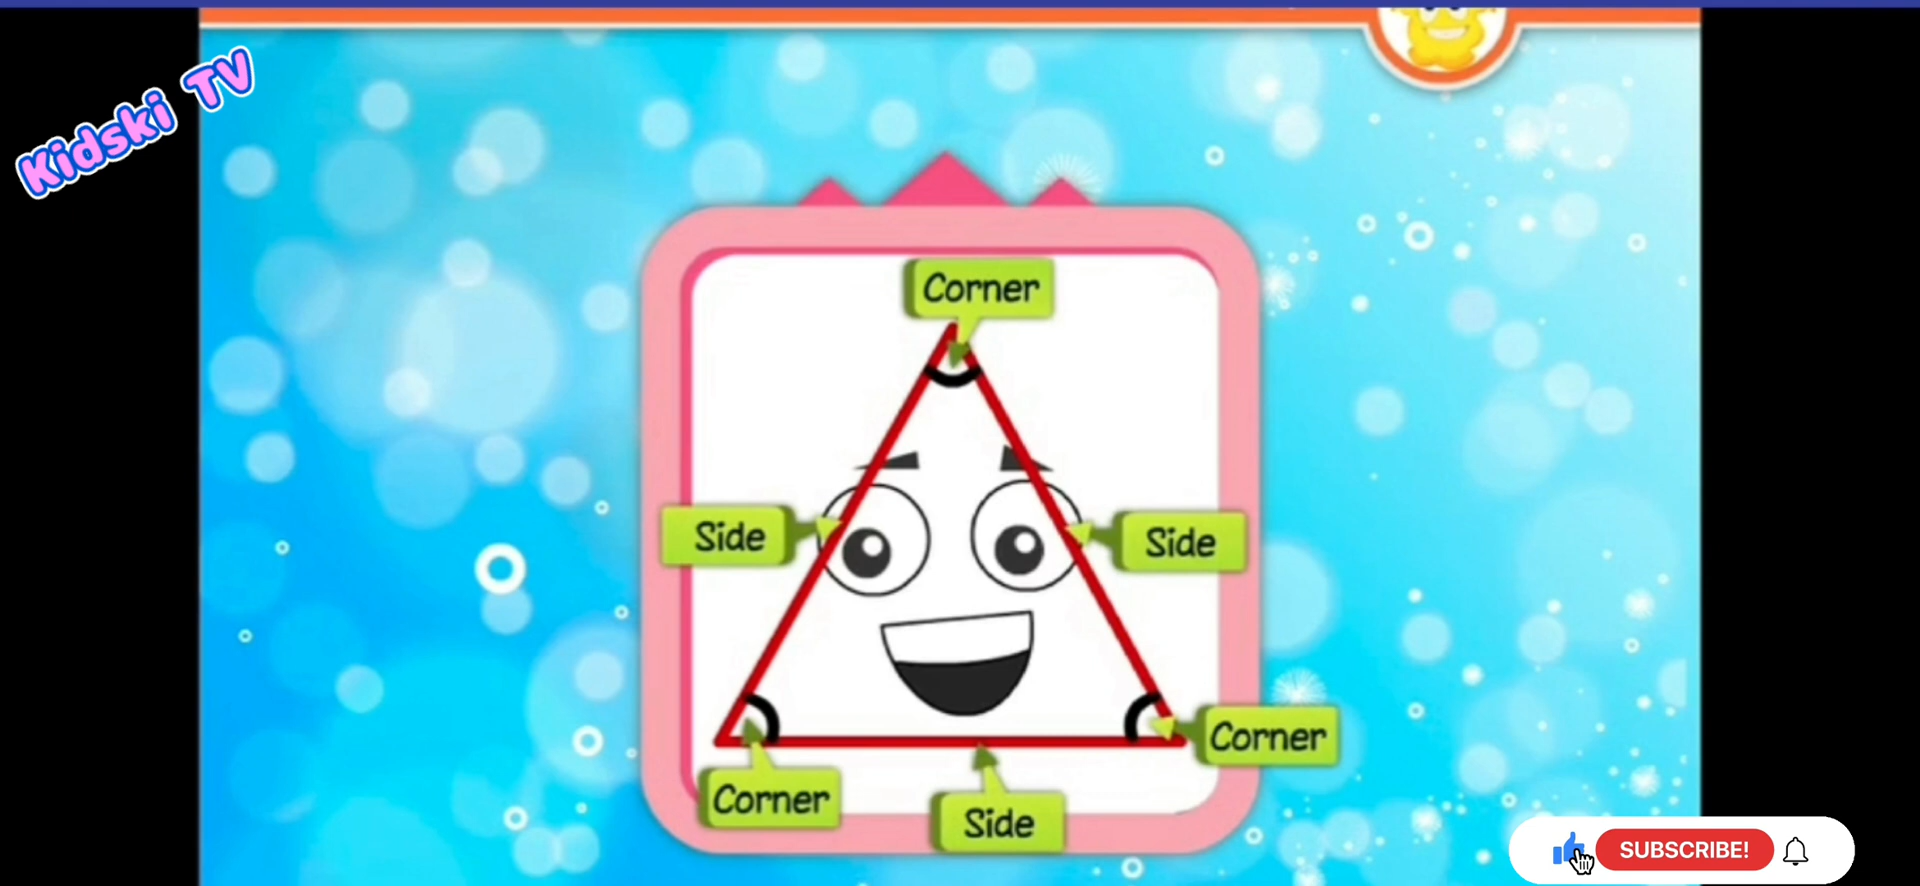 Kidski TV
Corner
Side
Side
Corner
Corner
Side
SUBSCRIBE!